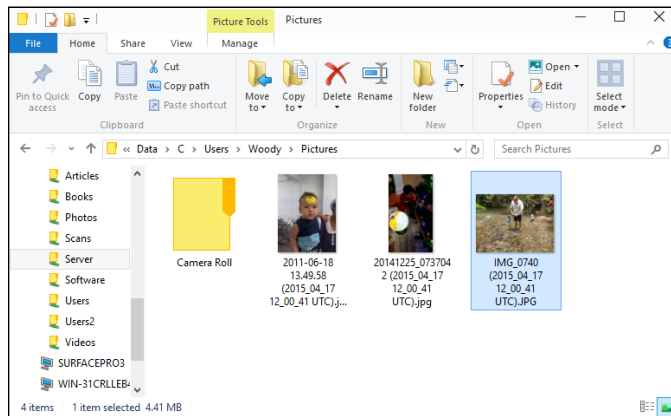 Picture Tools
Pictures
File
Home
Share
View
Manage
Pin to Quick access
Copy
Paste
Cut
Copy path
Paste shortcut
Clipboard
Move to
Copy to
Delete
Rename
Organize
New folder
New
Properties
Open
Edit
History
Open
Select mode
Select
« Data > C > Users > Woody > Pictures
Search Pictures
Articles
Books
Photos
Scans
Server
Software
Users
Users2
Videos
SURFACEPRO3
WIN-31CRLLEB4
Camera Roll
2011-06-18
13.49.58
(2015_04_17
12_00_41 UTC).j...
20141225_073704
2 (2015_04_17
12_00_41
UTC).jpg
IMG_0740
(2015_04_17
12_00_41
UTC).JPG
4 items
1 item selected 4.41 MB